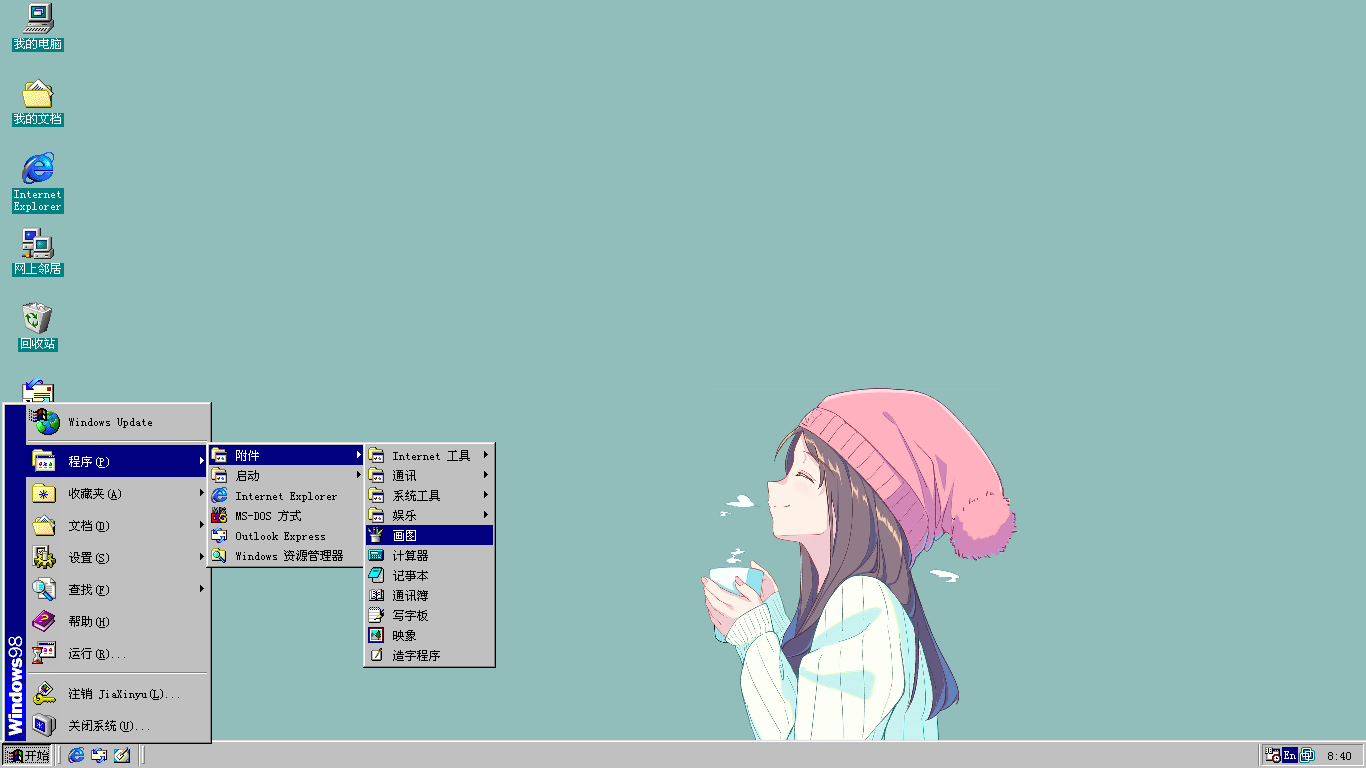 我的电脑
我的文档
Internet
Explorer
网上邻居
回收站
Windows Update
程序(P)
收藏夹(A)
文档(D)
设置(S)
查找(F)
帮助(H)
运行(R)...
注销 JiaXinyu(L)...
关闭系统(U)...
Windows98
附件
启动
Internet Explorer
MS-DOS 方式
Outlook Express
Windows 资源管理器
Internet 工具
通讯
系统工具
娱乐
画图
计算器
记事本
通讯簿
写字板
映象
造字程序
开始
En
8:40